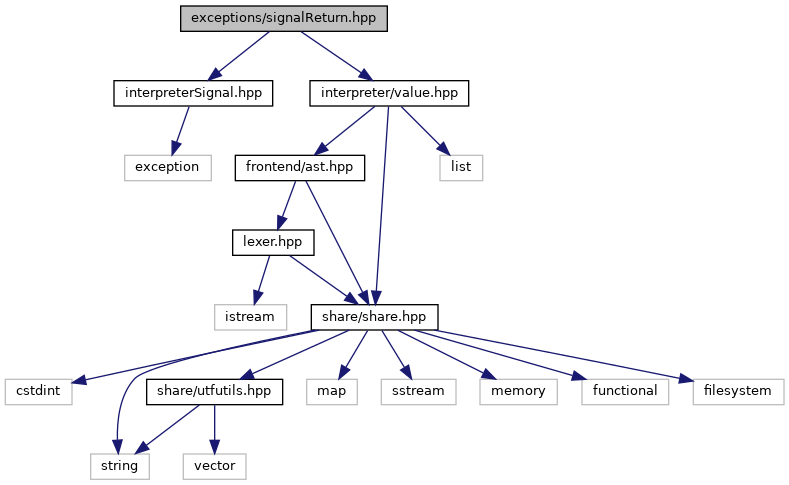 exceptions/signalReturn.hpp
interpreterSignal.hpp
interpreter/value.hpp
exception
frontend/ast.hpp
list
lexer.hpp
istream
share/share.hpp
cstdint
share/utfutils.hpp
map
sstream
memory
functional
filesystem
string
vector